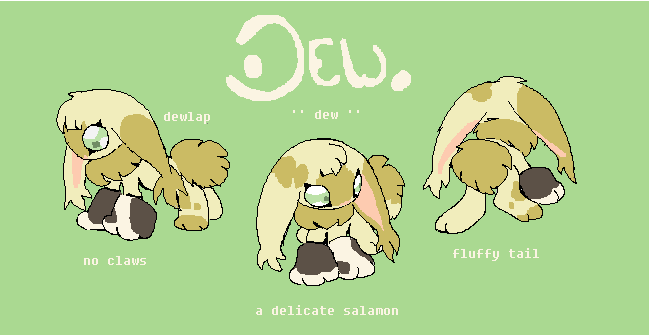 Dew.
'' dew ''
dewlap
no claws
fluffy tail
a delicate salamon